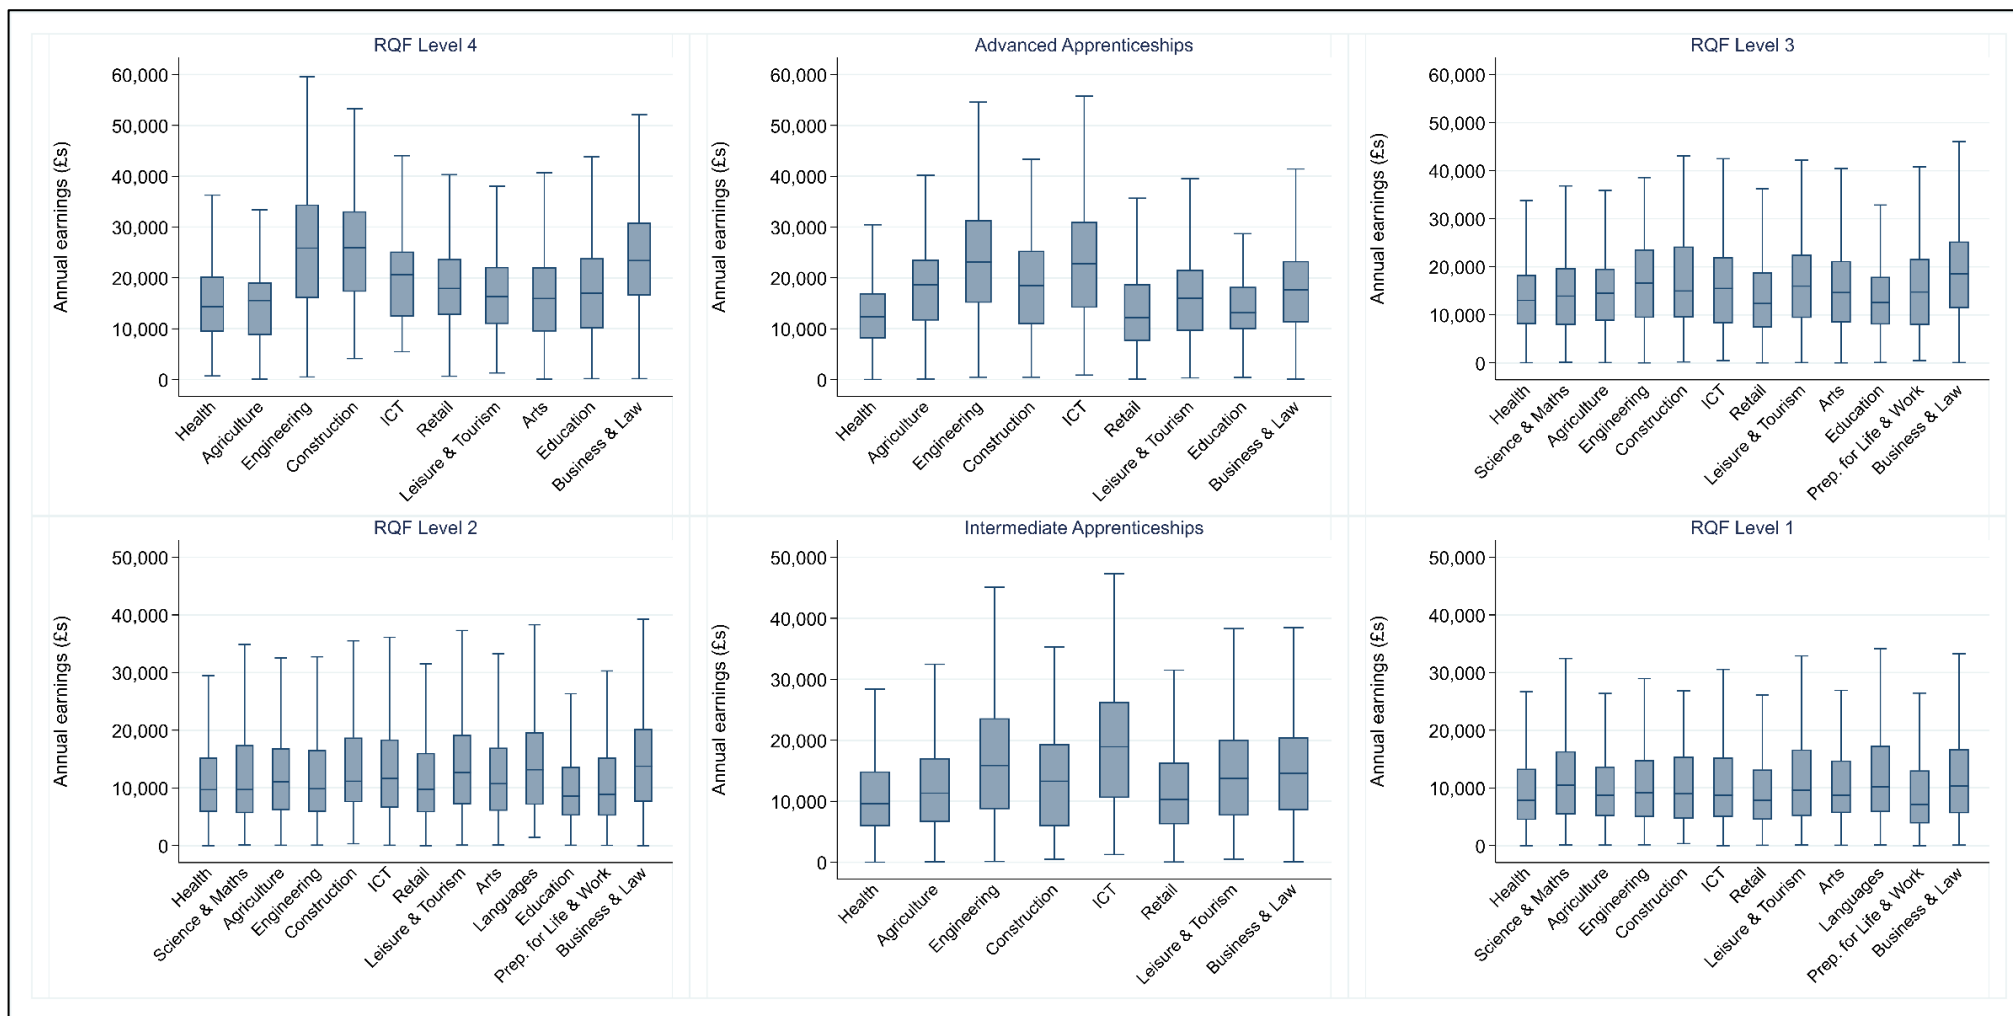 RQF Level 4
Annual earnings (£s)
60,000
50,000
40,000
30,000
20,000
10,000
0
Health
Agriculture
Engineering
Construction
ICT
Retail
Leisure & Tourism
Arts
Education
Business & Law
Advanced Apprenticeships
Annual earnings (£s)
60,000
50,000
40,000
30,000
20,000
10,000
0
Health
Agriculture
Engineering
Construction
ICT
Retail
Leisure & Tourism
Education
Business & Law
RQF Level 3
Annual earnings (£s)
60,000
50,000
40,000
30,000
20,000
10,000
0
Health
Science & Maths
Agriculture
Engineering
Construction
ICT
Retail
Leisure & Tourism
Arts
Education
Prep. for Life & Work
Business & Law
RQF Level 2
Annual earnings (£s)
50,000
40,000
30,000
20,000
10,000
0
Health
Science & Maths
Agriculture
Engineering
Construction
ICT
Retail
Leisure & Tourism
Arts
Languages
Education
Prep. for Life & Work
Business & Law
Intermediate Apprenticeships
Annual earnings (£s)
50,000
40,000
30,000
20,000
10,000
0
Health
Agriculture
Engineering
Construction
ICT
Retail
Leisure & Tourism
Business & Law
RQF Level 1
Annual earnings (£s)
50,000
40,000
30,000
20,000
10,000
0
Health
Science & Maths
Agriculture
Engineering
Construction
ICT
Retail
Leisure & Tourism
Arts
Languages
Prep. for Life & Work
Business & Law